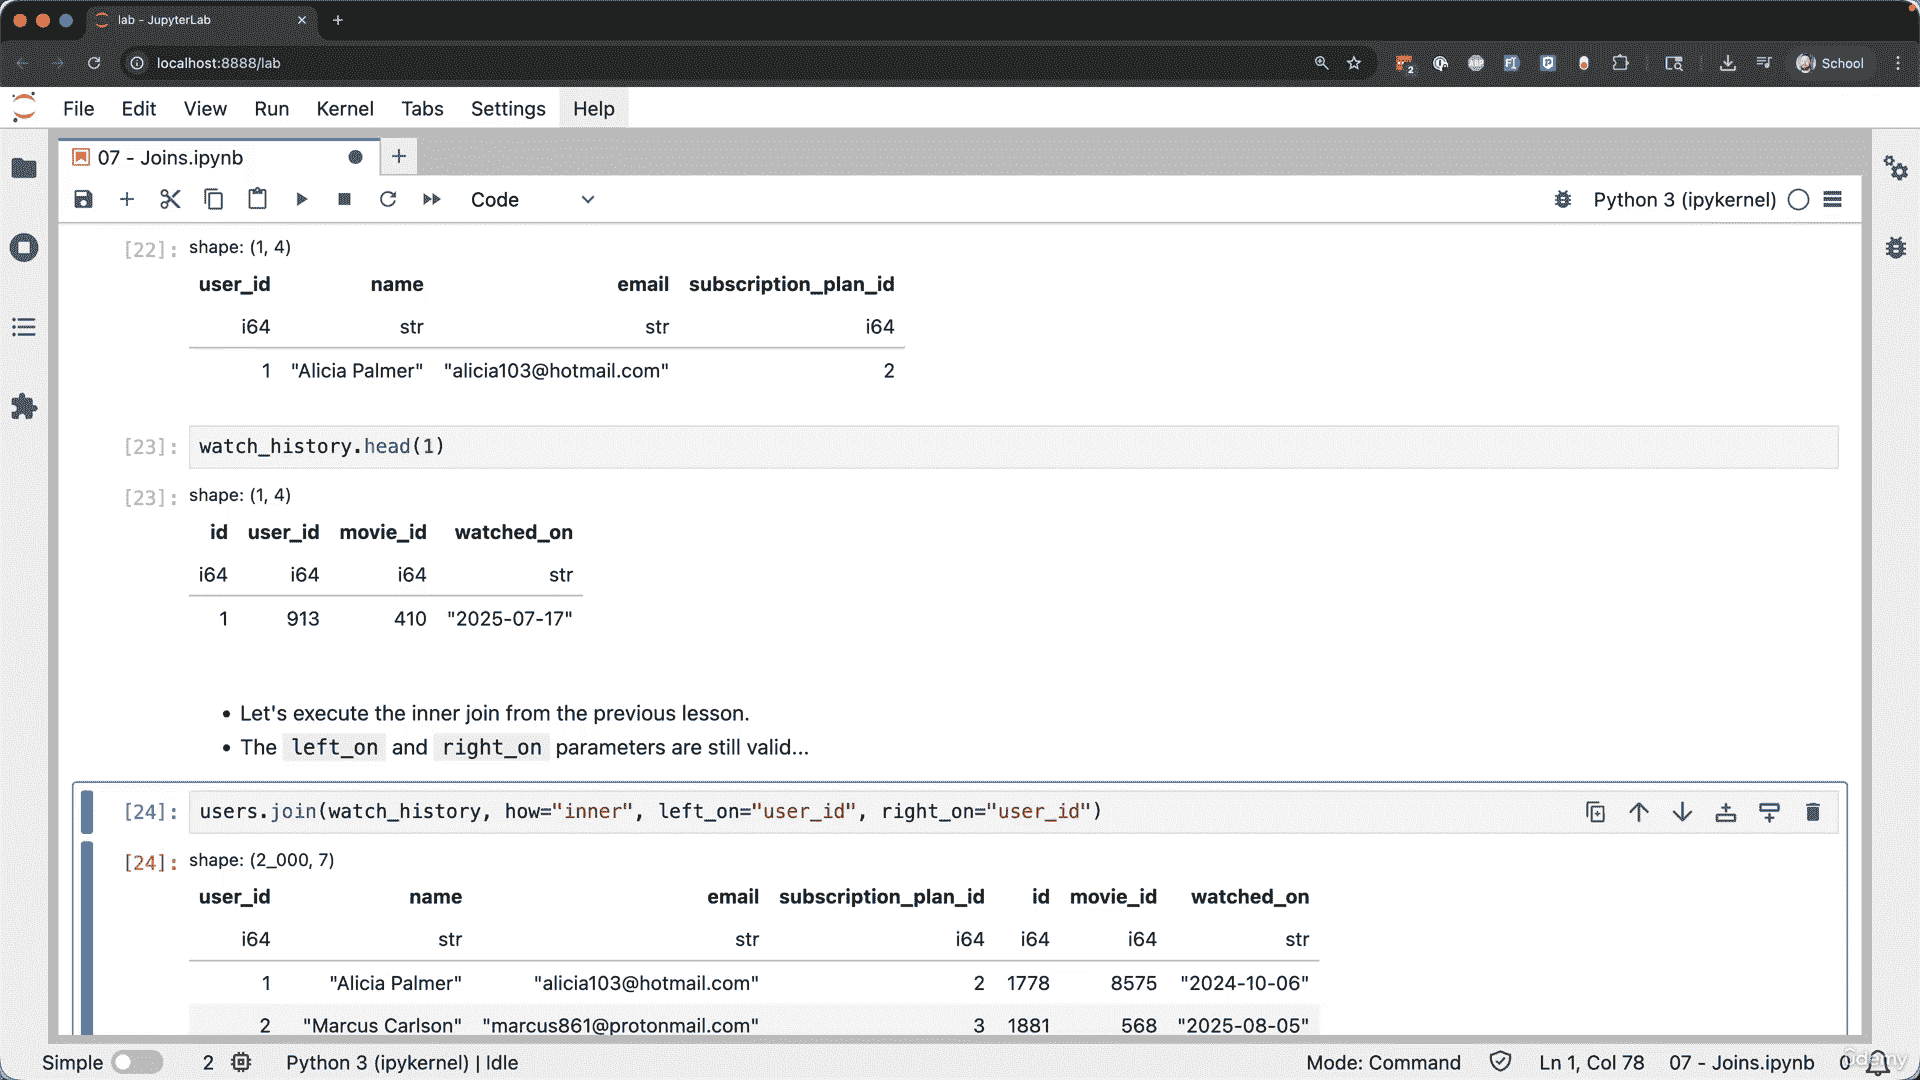 lab - JupyterLab
localhost:8888/lab
2
ABP
School
File Edit View Run Kernel Tabs Settings Help
07 - Joins.ipynb
Code
Python 3 (ipykernel)
[22]: shape: (1, 4)
user_id name email subscription_plan_id
i64 str str i64
1 "Alicia Palmer" "alicia103@hotmail.com" 2
[23]: watch_history.head(1)
[23]: shape: (1, 4)
id user_id movie_id watched_on
i64 i64 i64 str
1 913 410 "2025-07-17"
• Let's execute the inner join from the previous lesson.
• The left_on and right_on parameters are still valid...
[24]: users.join(watch_history, how="inner", left_on="user_id", right_on="user_id")
[24]: shape: (2_000, 7)
user_id name email subscription_plan_id id movie_id watched_on
i64 str str i64 i64 i64 str
1 "Alicia Palmer" "alicia103@hotmail.com" 2 1778 8575 "2024-10-06"
2 "Marcus Carlson" "marcus861@protonmail.com" 3 1881 568 "2025-08-05"
Simple 2 Python 3 (ipykernel) | Idle Mode: Command Ln 1, Col 78 07 - Joins.ipynb 0
Udemy